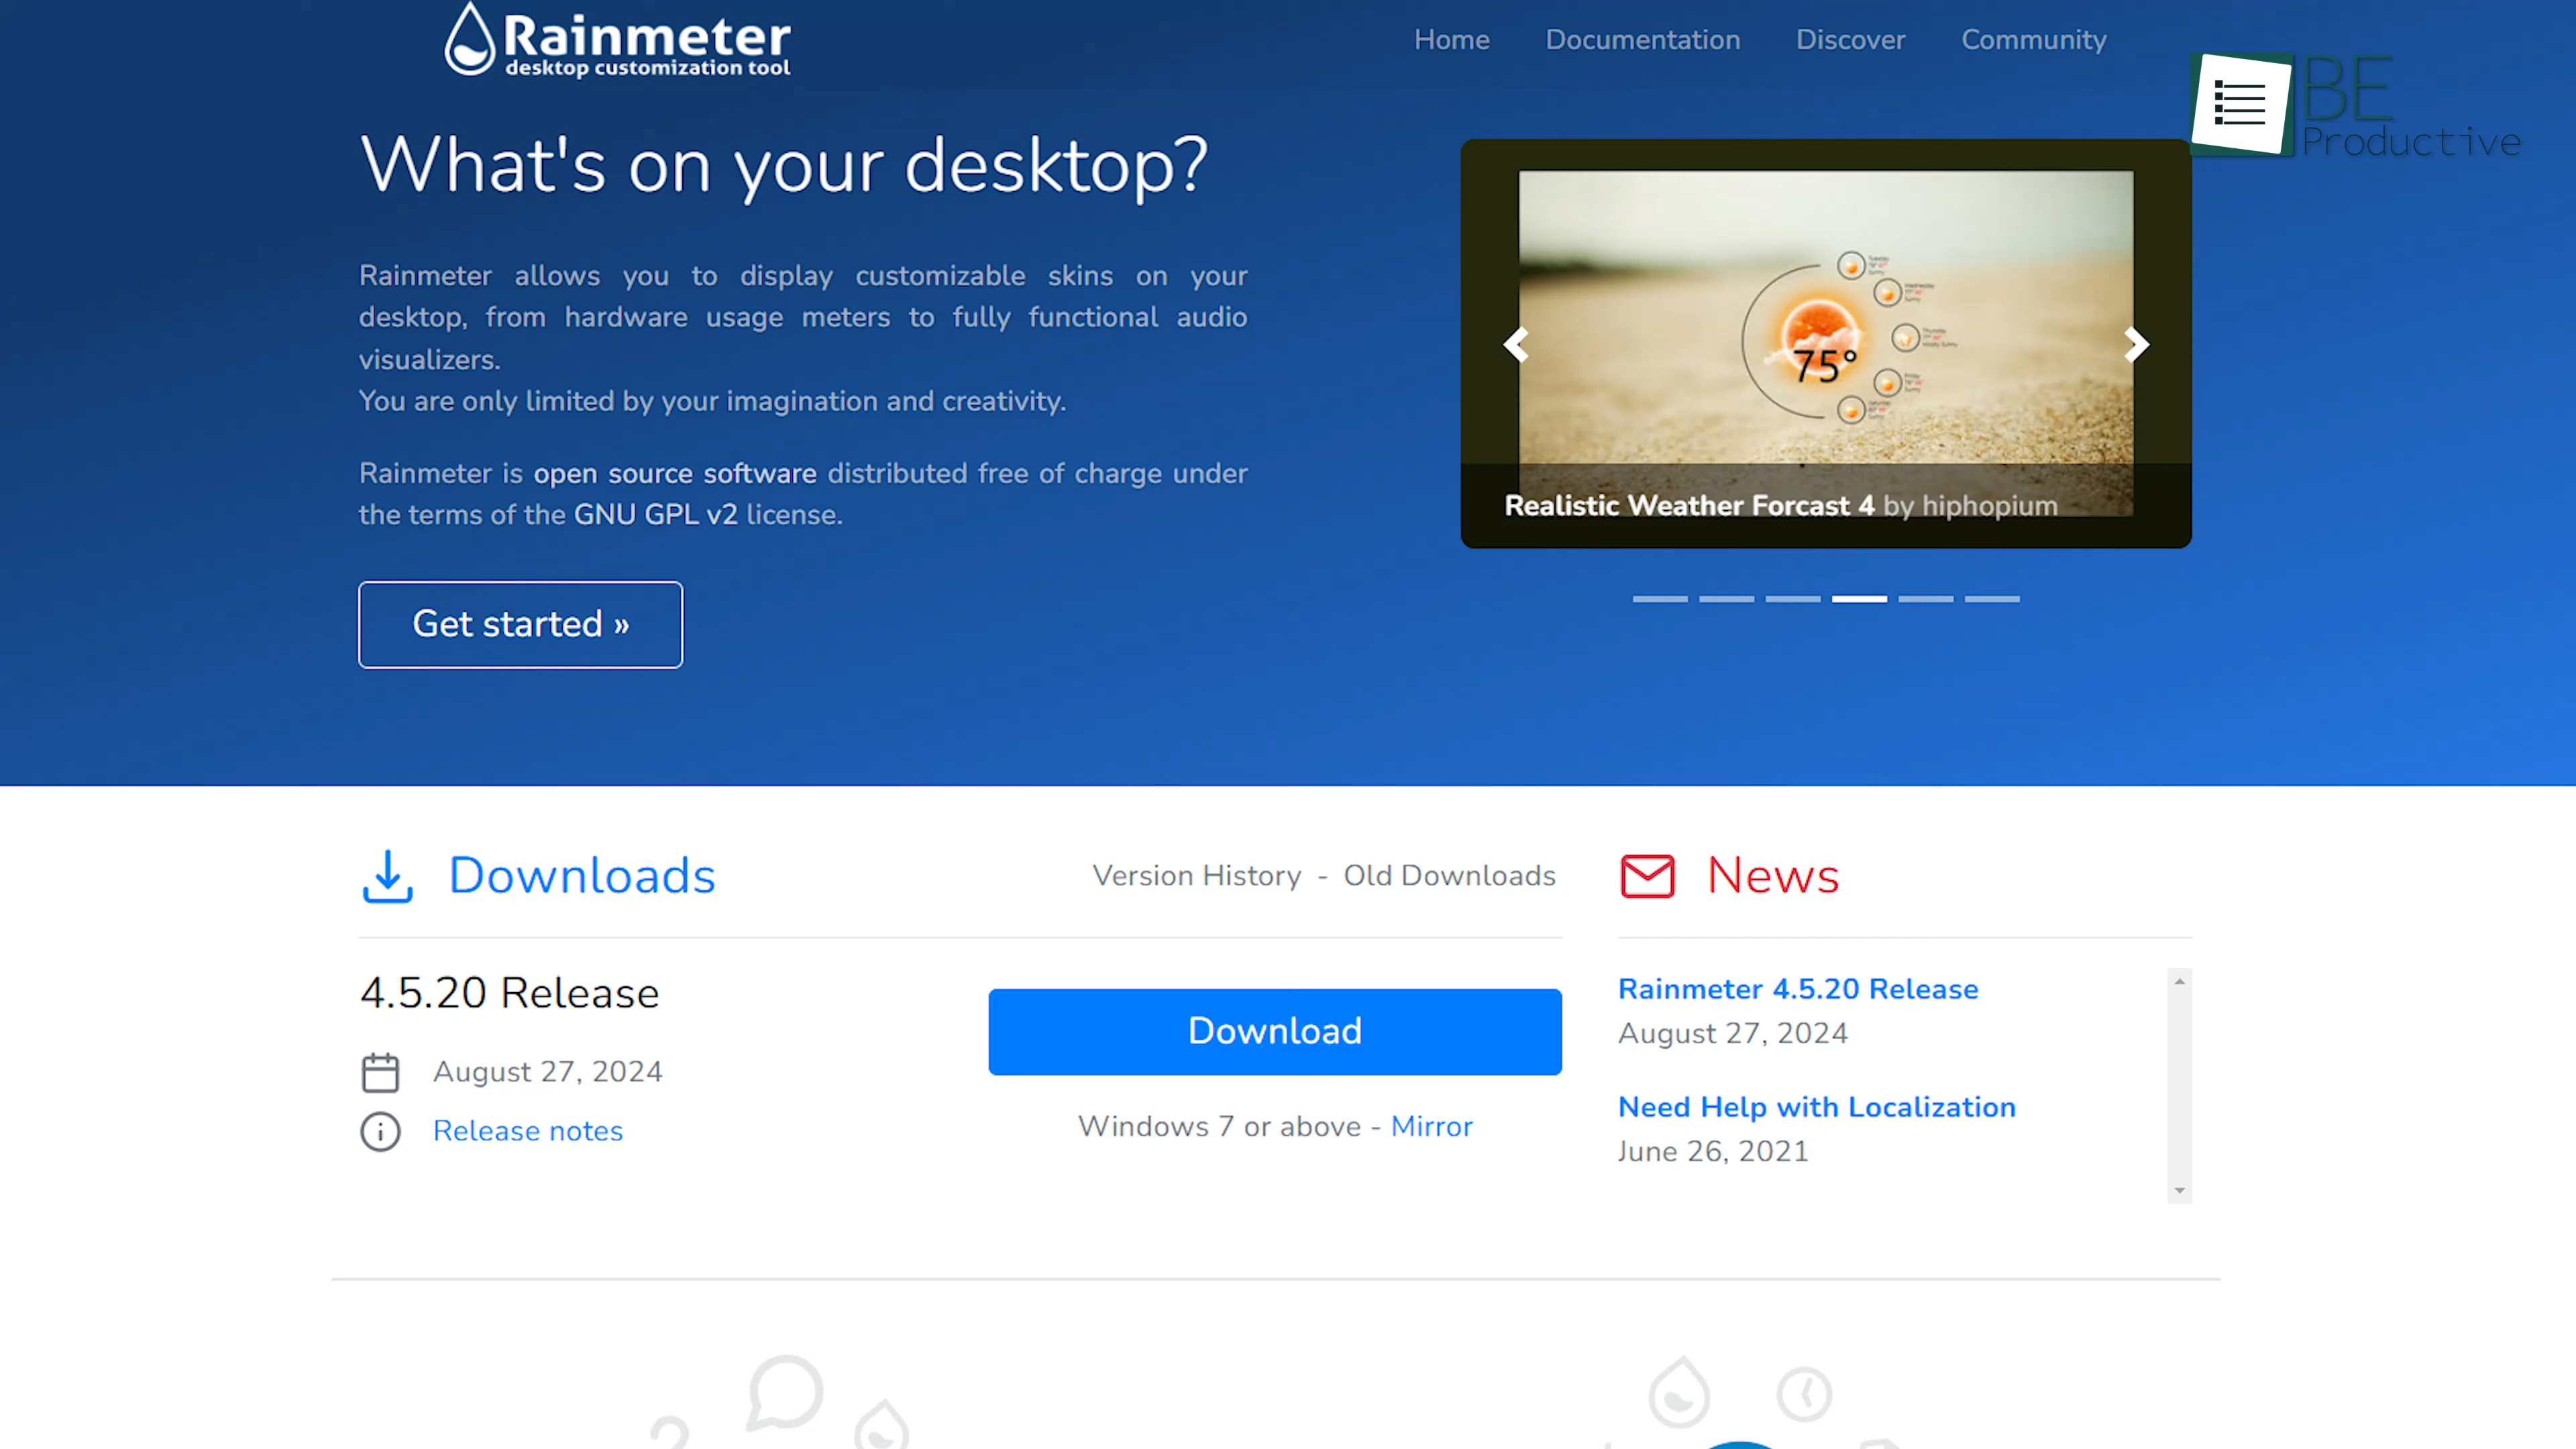 Rainmeter
desktop customization tool
Home
Documentation
Discover
Community
BE
Productive
What's on your desktop?
Rainmeter allows you to display customizable skins on your
desktop, from hardware usage meters to fully functional audio
visualizers.
You are only limited by your imagination and creativity.
Rainmeter is open source software distributed free of charge under
the terms of the GNU GPL v2 license.
Get started »
75°
Realistic Weather Forcast 4 by hiphopium
Downloads
Version History - Old Downloads
News
4.5.20 Release
August 27, 2024
Release notes
Download
Windows 7 or above - Mirror
Rainmeter 4.5.20 Release
August 27, 2024
Need Help with Localization
June 26, 2021